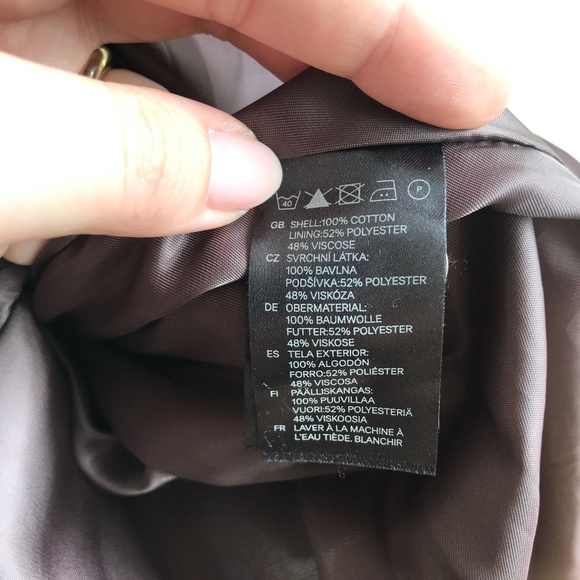 40 P
GB SHELL:100% COTTON
LINING:52% POLYESTER
48% VISCOSE
CZ SVRCHNÍ LÁTKA:
100% BAVLNA
PODŠÍVKA:52% POLYESTER
48% VISKÓZA
DE OBERMATERIAL:
100% BAUMWOLLE
FUTTER:52% POLYESTER
48% VISKOSE
ES TELA EXTERIOR:
100% ALGODÓN
FORRO:52% POLIÉSTER
48% VISCOSA
FI PÄÄLLISKANGAS:
100% PUUVILLAA
VUORI:52% POLYESTERIÄ
48% VISKOOSIA
FR LAVER À LA MACHINE À
L'EAU TIÈDE. BLANCHIR